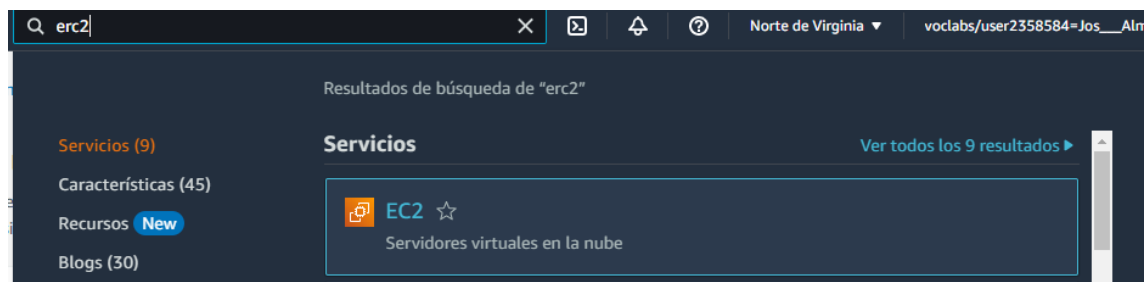 erc2
Norte de Virginia
voclabs/user2358584=Jos___Alm
Resultados de búsqueda de "erc2"
Servicios (9)
Servicios
Ver todos los 9 resultados
Características (45)
Recursos New
Blogs (30)
EC2
Servidores virtuales en la nube